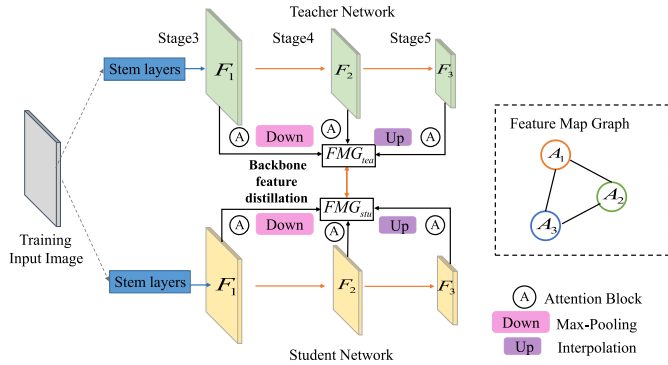 Teacher Network
Stage3
Stage4
Stage5
Stem layers
F1
F2
F3
A
Down
A
Up
A
FMGtea
Backbone
feature
distillation
FMGstu
A
Down
A
Up
A
Training
Input Image
Stem layers
F1
F2
F3
Student Network
Feature Map Graph
A1
A2
A3
A Attention Block
Down Max-Pooling
Up Interpolation